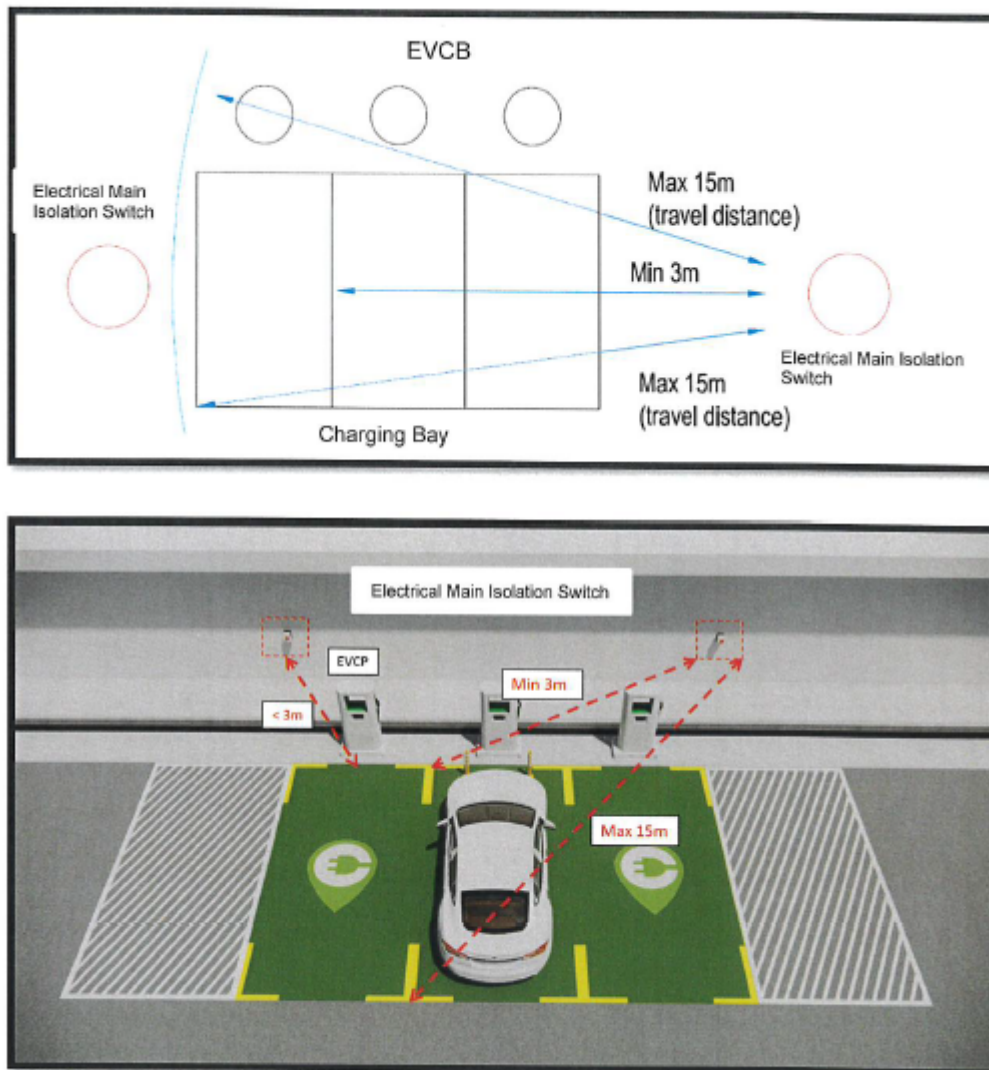 EVCB
Electrical Main
Isolation Switch
Max 15m
(travel distance)
Min 3m
Electrical Main Isolation
Switch
Max 15m
(travel distance)
Charging Bay
Electrical Main Isolation Switch
EVCP
Min 3m
< 3m
Max 15m